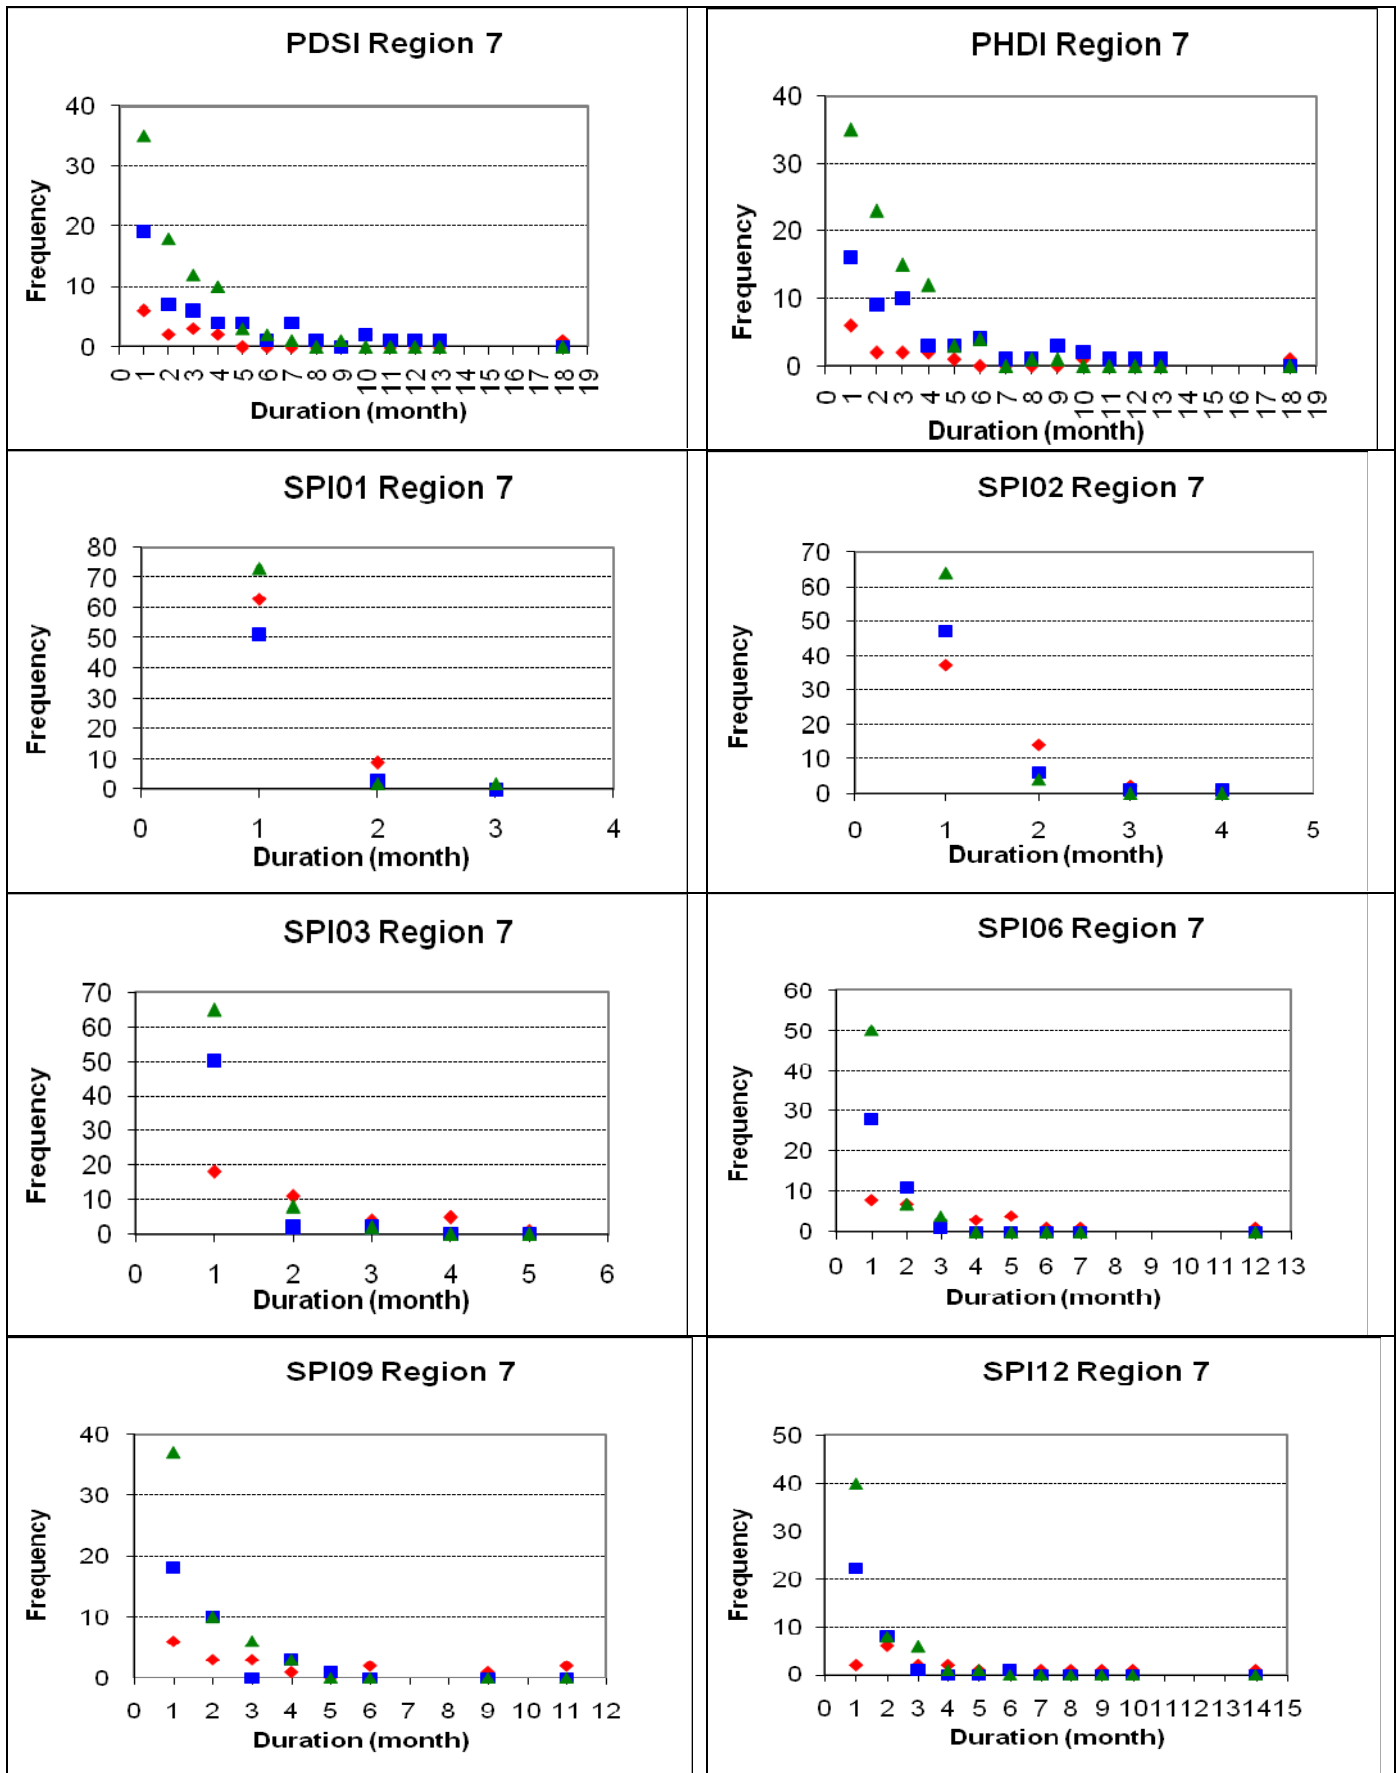 PDSI Region 7
40
30
20
10
0
Frequency
0 1 2 3 4 5 6 7 8 9 10 11 12 13 14 15 16 17 18 19
Duration (month)
PHDI Region 7
40
30
20
10
0
Frequency
0 1 2 3 4 5 6 7 8 9 10 11 12 13 14 15 16 17 18 19
Duration (month)
SPI01 Region 7
80
70
60
50
40
30
20
10
0
Frequency
0 1 2 3 4
Duration (month)
SPI02 Region 7
70
60
50
40
30
20
10
0
Frequency
0 1 2 3 4 5
Duration (month)
SPI03 Region 7
70
60
50
40
30
20
10
0
Frequency
0 1 2 3 4 5 6
Duration (month)
SPI06 Region 7
60
50
40
30
20
10
0
Frequency
0 1 2 3 4 5 6 7 8 9 10 11 12 13
Duration (month)
SPI09 Region 7
40
30
20
10
0
Frequency
0 1 2 3 4 5 6 7 8 9 10 11 12
Duration (month)
SPI12 Region 7
50
40
30
20
10
0
Frequency
0 1 2 3 4 5 6 7 8 9 10 11 12 13 14 15
Duration (month)